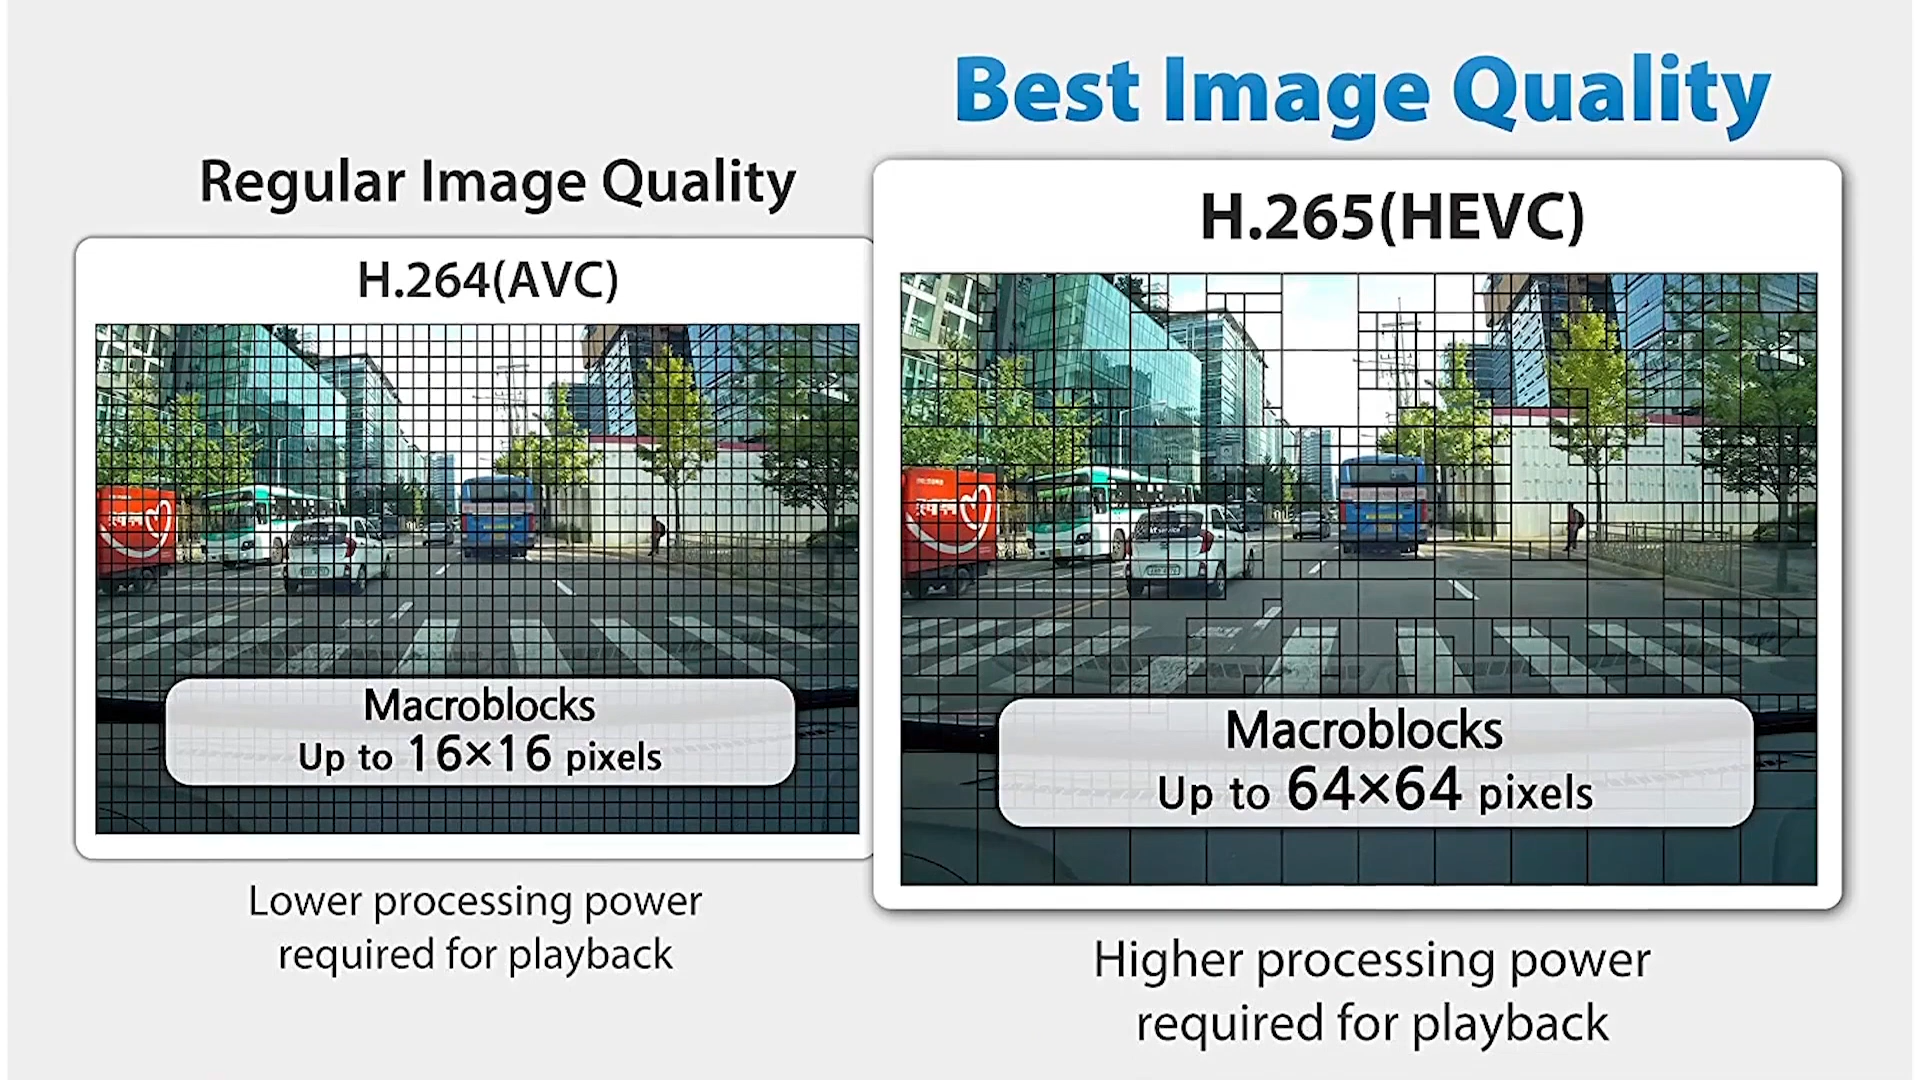 Regular Image Quality
H.264(AVC)
Macroblocks
Up to 16×16 pixels
Lower processing power
required for playback
Best Image Quality
H.265(HEVC)
Macroblocks
Up to 64×64 pixels
Higher processing power
required for playback